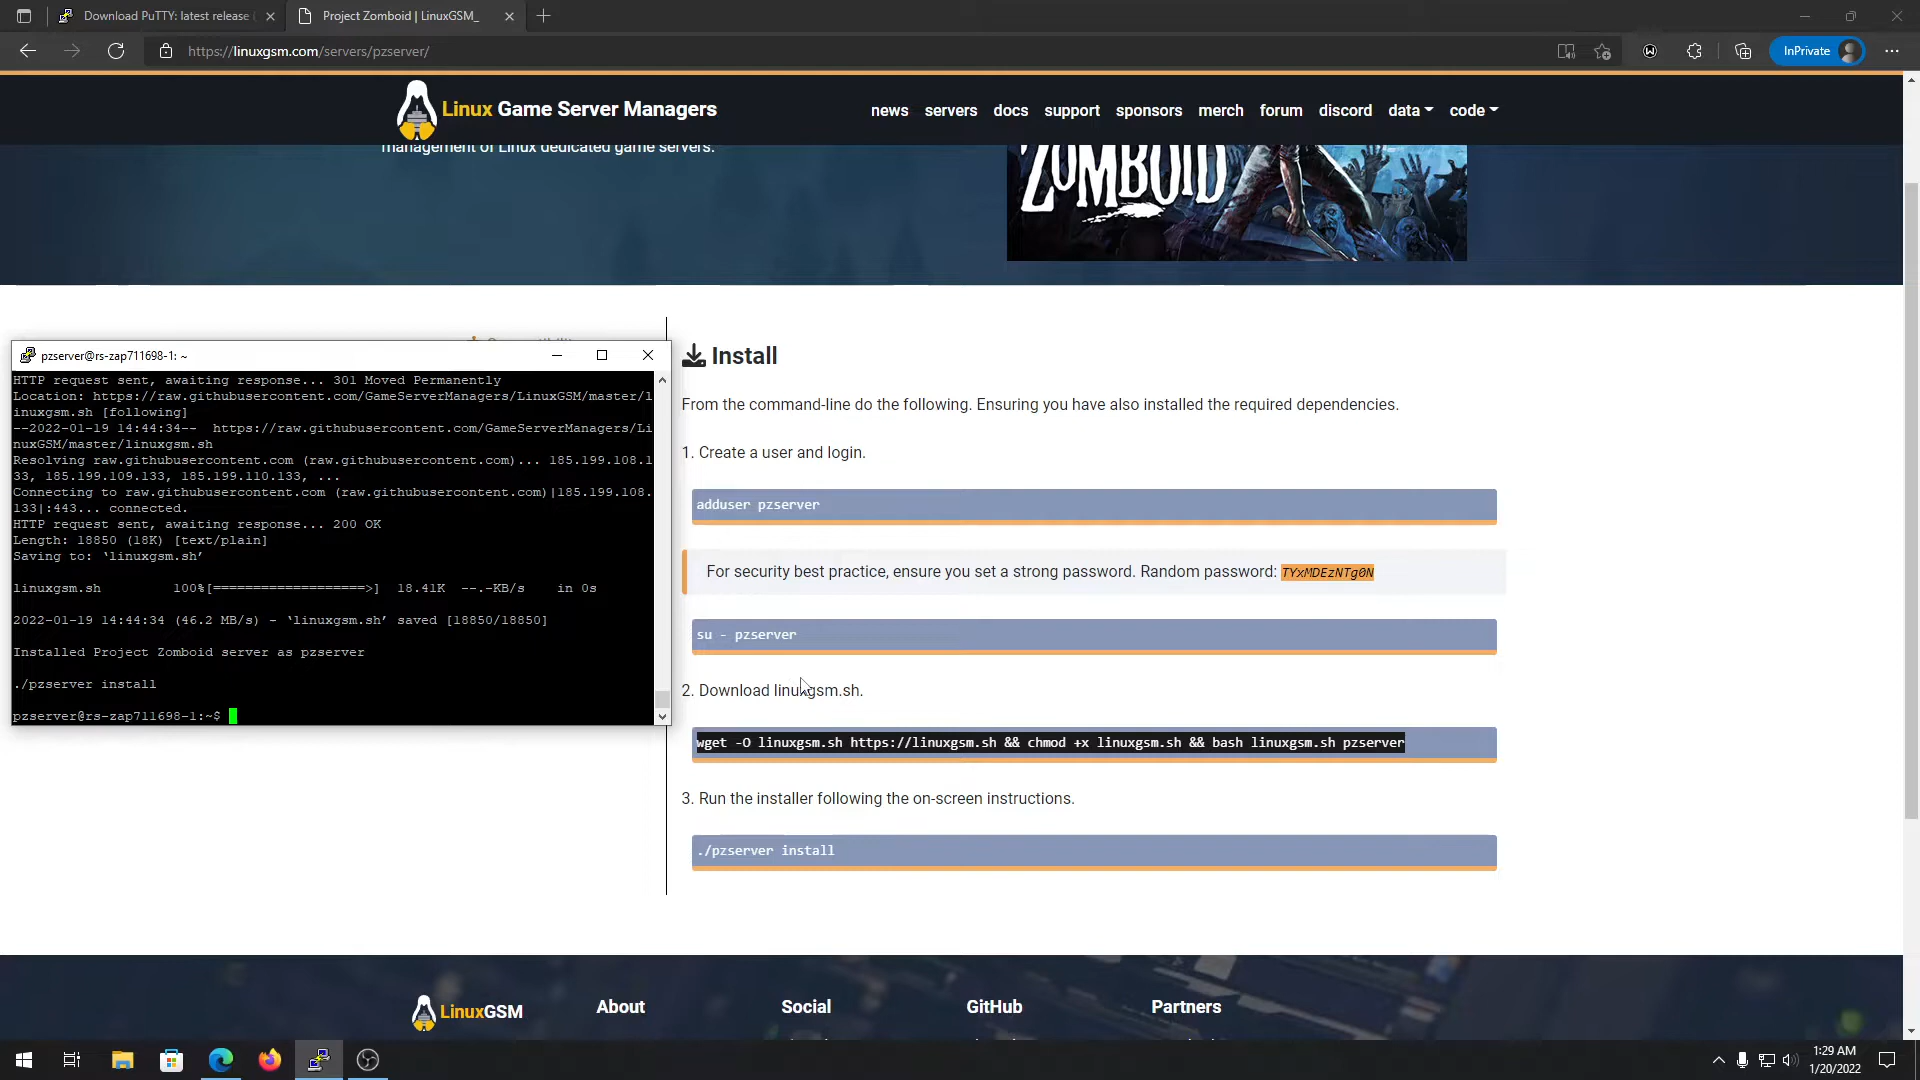 Download PuTTY: latest release (
Project Zomboid | LinuxGSM_
https://linuxgsm.com/servers/pzserver/
InPrivate
Linux Game Server Managers
news
servers
docs
support
sponsors
merch
forum
discord
data
code
management of Linux dedicated game servers.
ZOMBOID
pzserver@rs-zap711698-1: ~
HTTP request sent, awaiting response... 301 Moved Permanently
Location: https://raw.githubusercontent.com/GameServerManagers/LinuxGSM/master/l
inuxgsm.sh [following]
--2022-01-19 14:44:34--  https://raw.githubusercontent.com/GameServerManagers/Li
nuxGSM/master/linuxgsm.sh
Resolving raw.githubusercontent.com (raw.githubusercontent.com)... 185.199.108.1
33, 185.199.109.133, 185.199.110.133, ...
Connecting to raw.githubusercontent.com (raw.githubusercontent.com)|185.199.108.
133|:443... connected.
HTTP request sent, awaiting response... 200 OK
Length: 18850 (18K) [text/plain]
Saving to: ‘linuxgsm.sh’
linuxgsm.sh         100%[===================>]  18.41K  --.-KB/s    in 0s
2022-01-19 14:44:34 (46.2 MB/s) - ‘linuxgsm.sh’ saved [18850/18850]
Installed Project Zomboid server as pzserver
./pzserver install
pzserver@rs-zap711698-1:~$
Install
From the command-line do the following. Ensuring you have also installed the required dependencies.
1. Create a user and login.
adduser pzserver
For security best practice, ensure you set a strong password. Random password: TYxMDEzNTg0N
su - pzserver
2. Download linuxgsm.sh.
wget -O linuxgsm.sh https://linuxgsm.sh && chmod +x linuxgsm.sh && bash linuxgsm.sh pzserver
3. Run the installer following the on-screen instructions.
./pzserver install
LinuxGSM
About
Social
GitHub
Partners
1:29 AM
1/20/2022